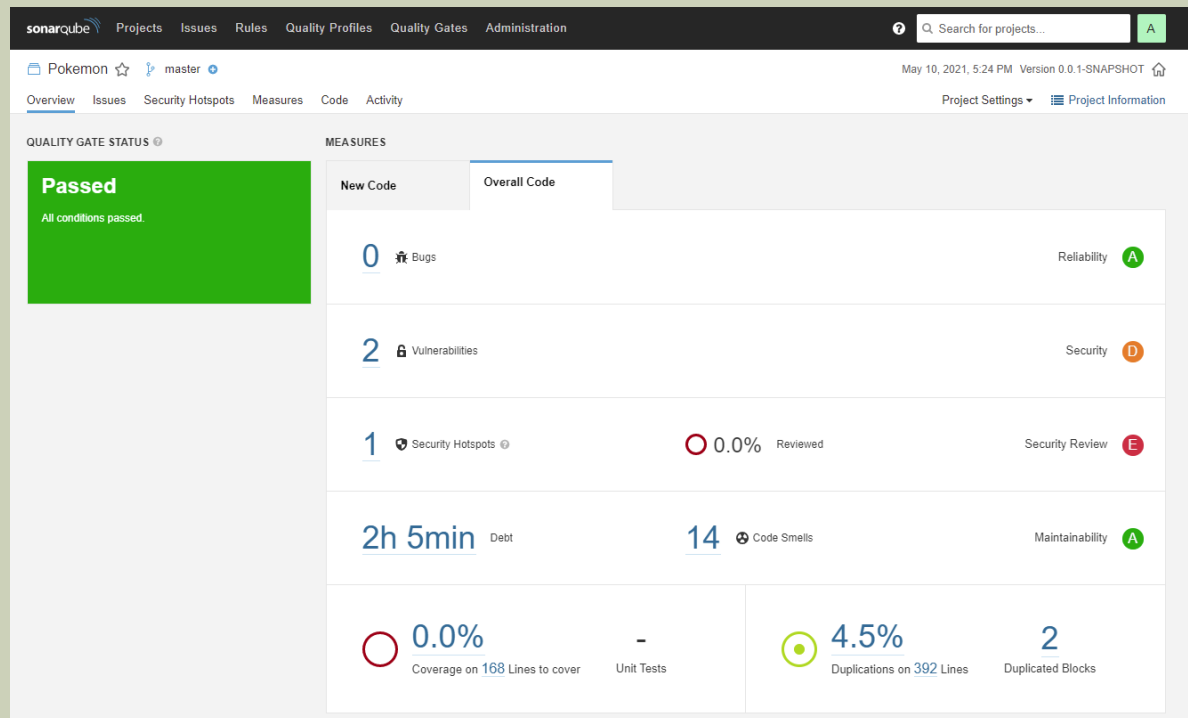 sonarqube Projects Issues Rules Quality Profiles Quality Gates Administration ? Search for projects... A
Pokemon master May 10, 2021, 5:24 PM Version 0.0.1-SNAPSHOT
Overview Issues Security Hotspots Measures Code Activity Project Settings Project Information
QUALITY GATE STATUS ? MEASURES
Passed
All conditions passed.
New Code Overall Code
0 Bugs Reliability A
2 Vulnerabilities Security D
1 Security Hotspots ? 0.0% Reviewed Security Review E
2h 5min Debt 14 Code Smells Maintainability A
0.0% - 4.5% 2
Coverage on 168 Lines to cover Unit Tests Duplications on 392 Lines Duplicated Blocks